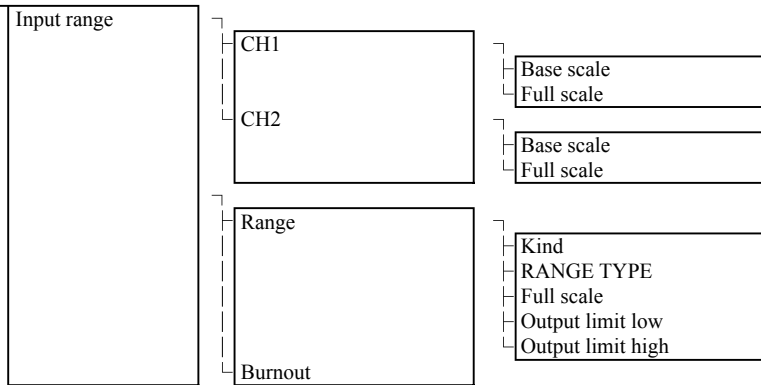 Input range
CH1
Base scale
Full scale
CH2
Base scale
Full scale
Range
Kind
RANGE TYPE
Full scale
Output limit low
Output limit high
Burnout